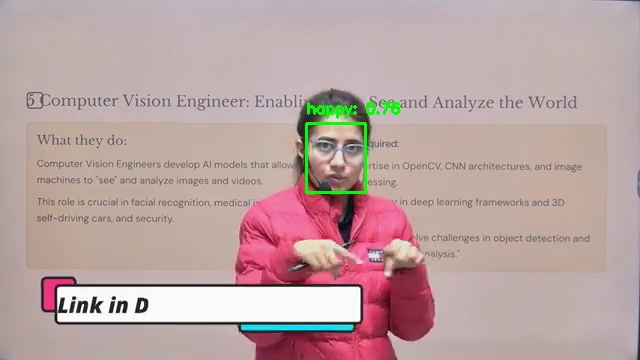 5 Computer Vision Engineer: Enabli See and Analyze the World
happy: 0.78
What they do:
quired:
Computer Vision Engineers develop AI models that allow
machines to "see" and analyze images and videos.
This role is crucial in facial recognition, medical
self-driving cars, and security.
rtise in OpenCV, CNN architectures, and image
essing.
y in deep learning frameworks and 3D
lve challenges in object detection and
nalysis."
Link in D